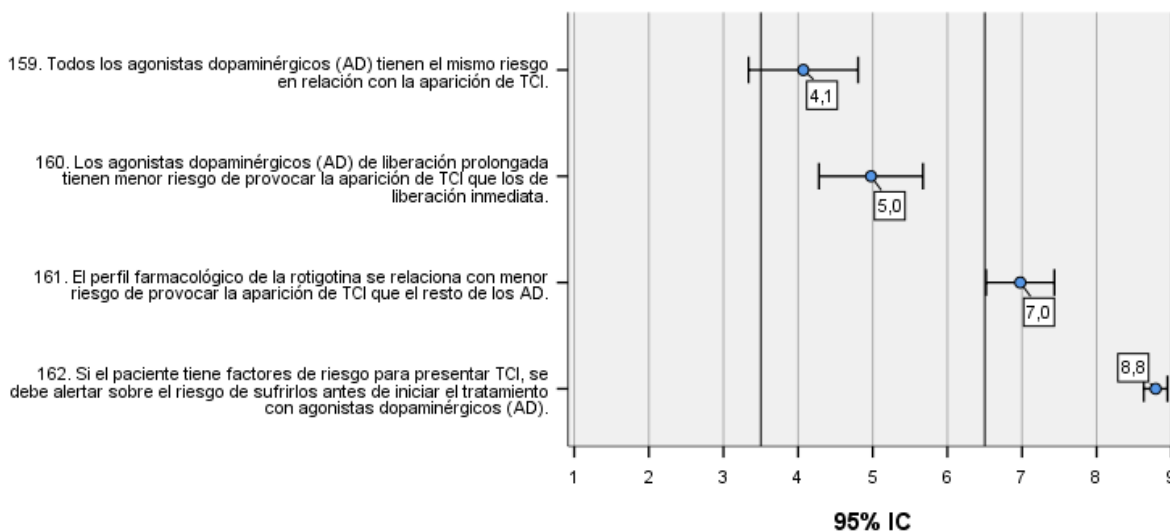 159. Todos los agonistas dopaminérgicos (AD) tienen el mismo riesgo
en relación con la aparición de TCI.
4,1
160. Los agonistas dopaminérgicos (AD) de liberación prolongada
tienen menor riesgo de provocar la aparición de TCI que los de
liberación inmediata.
5,0
161. El perfil farmacológico de la rotigotina se relaciona con menor
riesgo de provocar la aparición de TCI que el resto de los AD.
7,0
162. Si el paciente tiene factores de riesgo para presentar TCI, se
debe alertar sobre el riesgo de sufrirlos antes de iniciar el tratamiento
con agonistas dopaminérgicos (AD).
8,8
1 2 3 4 5 6 7 8 9
95% IC